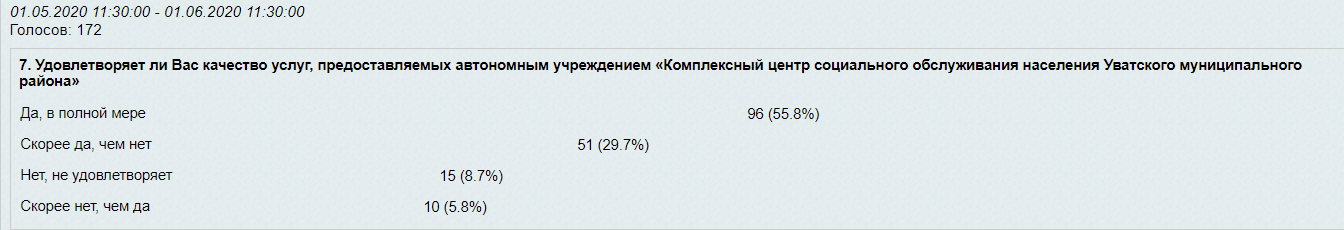 01.05.2020 11:30:00 - 01.06.2020 11:30:00
Голосов: 172
7. Удовлетворяет ли Вас качество услуг, предоставляемых автономным учреждением «Комплексный центр социального обслуживания населения Уватского муниципального
района»
Да, в полной мере 96 (55.8%)
Скорее да, чем нет 51 (29.7%)
Нет, не удовлетворяет 15 (8.7%)
Скорее нет, чем да 10 (5.8%)